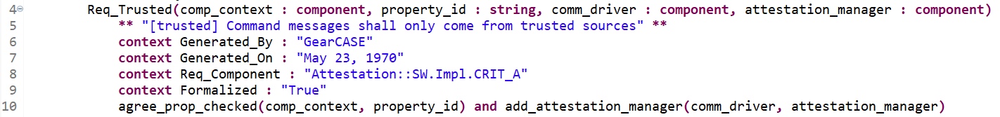 4 Req_Trusted(comp_context : component, property_id : string, comm_driver : component, attestation_manager : component)
5 ** "[trusted] Command messages shall only come from trusted sources" **
6 context Generated_By : "GearCASE"
7 context Generated_On : "May 23, 1970"
8 context Req_Component : "Attestation::SW.Impl.CRIT_A"
9 context Formalized : "True"
10 agree_prop_checked(comp_context, property_id) and add_attestation_manager(comm_driver, attestation_manager)